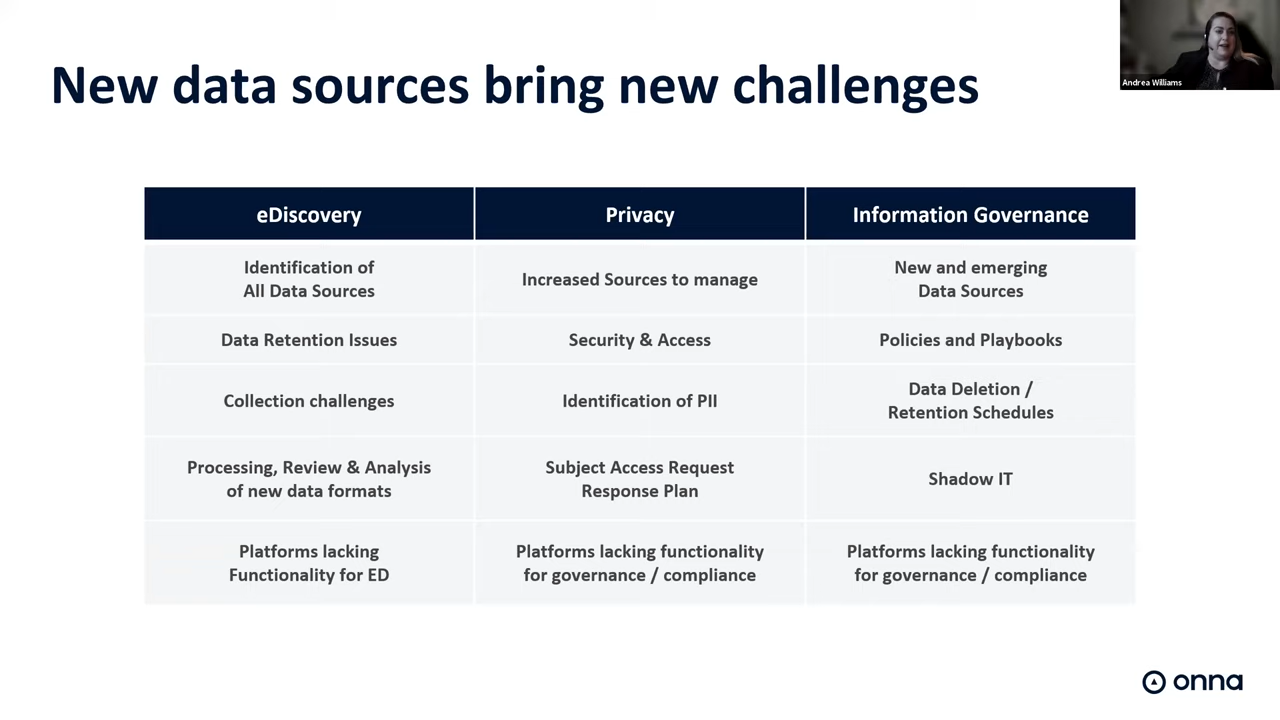 New data sources bring new challenges
Andrea Williams
eDiscovery
Privacy
Information Governance
Identification of
All Data Sources
Increased Sources to manage
New and emerging
Data Sources
Data Retention Issues
Security & Access
Policies and Playbooks
Collection challenges
Identification of PII
Data Deletion /
Retention Schedules
Processing, Review & Analysis
of new data formats
Subject Access Request
Response Plan
Shadow IT
Platforms lacking
Functionality for ED
Platforms lacking functionality
for governance / compliance
Platforms lacking functionality
for governance / compliance
onna